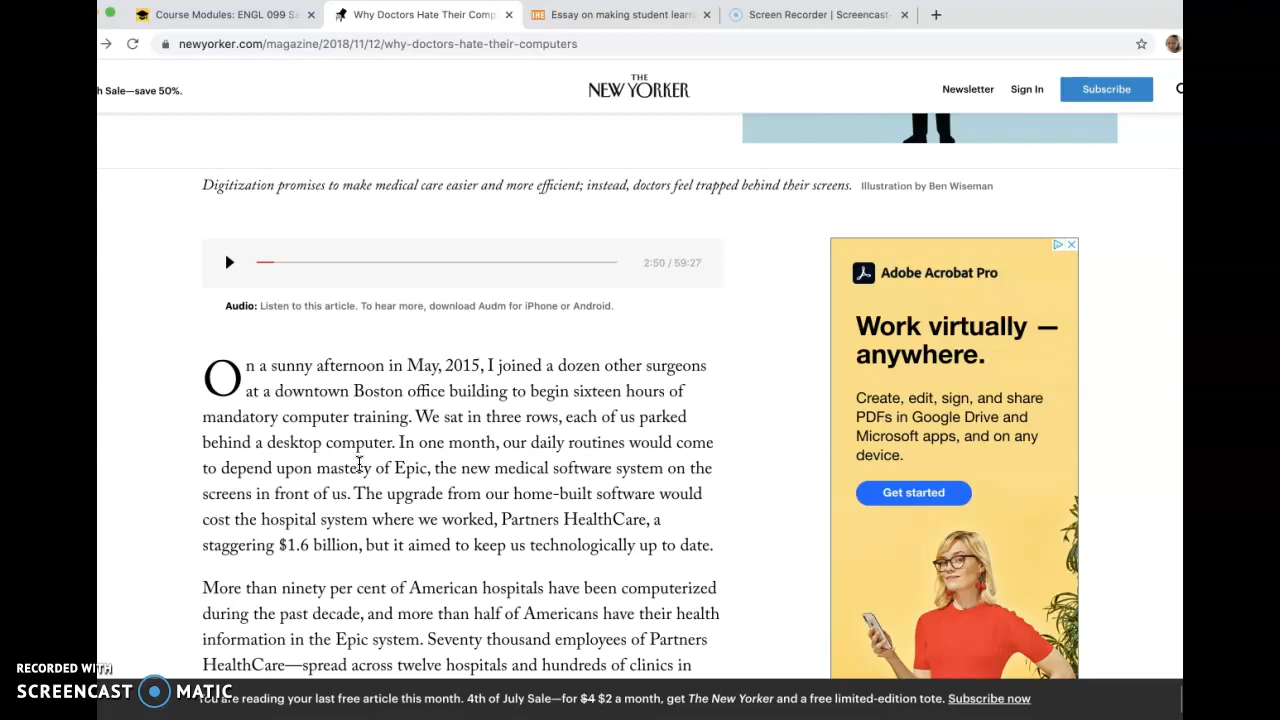 Course Modules: ENGL 099 Sa
Why Doctors Hate Their Comp
Essay on making student learn
Screen Recorder | Screencast-
newyorker.com/magazine/2018/11/12/why-doctors-hate-their-computers
h Sale—save 50%.
THE
NEW YORKER
Newsletter
Sign In
Subscribe
Digitization promises to make medical care easier and more efficient; instead, doctors feel trapped behind their screens. Illustration by Ben Wiseman
2:50 / 59:27
Audio: Listen to this article. To hear more, download Audm for iPhone or Android.
On a sunny afternoon in May, 2015, I joined a dozen other surgeons
at a downtown Boston office building to begin sixteen hours of
mandatory computer training. We sat in three rows, each of us parked
behind a desktop computer. In one month, our daily routines would come
to depend upon mastery of Epic, the new medical software system on the
screens in front of us. The upgrade from our home-built software would
cost the hospital system where we worked, Partners HealthCare, a
staggering $1.6 billion, but it aimed to keep us technologically up to date.
More than ninety per cent of American hospitals have been computerized
during the past decade, and more than half of Americans have their health
information in the Epic system. Seventy thousand employees of Partners
HealthCare—spread across twelve hospitals and hundreds of clinics in
Adobe Acrobat Pro
Work virtually —
anywhere.
Create, edit, sign, and share
PDFs in Google Drive and
Microsoft apps, and on any
device.
Get started
You are reading your last free article this month. 4th of July Sale—for $4 $2 a month, get The New Yorker and a free limited-edition tote. Subscribe now
RECORDED WITH
SCREENCAST MATIC